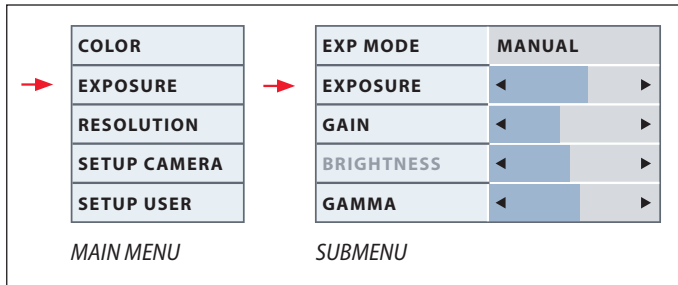 COLOR
EXPOSURE
RESOLUTION
SETUP CAMERA
SETUP USER
MAIN MENU
EXP MODE MANUAL
EXPOSURE
GAIN
BRIGHTNESS
GAMMA
SUBMENU